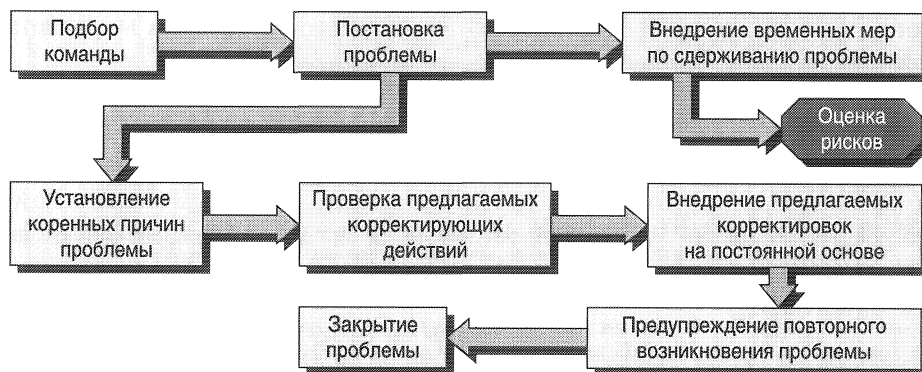 Подбор
команды
Постановка
проблемы
Внедрение временных мер
по сдерживанию проблемы
Оценка
рисков
Установление
коренных причин
проблемы
Проверка предлагаемых
корректирующих
действий
Внедрение предлагаемых
корректировок
на постоянной основе
Закрытие
проблемы
Предупреждение повторного
возникновения проблемы